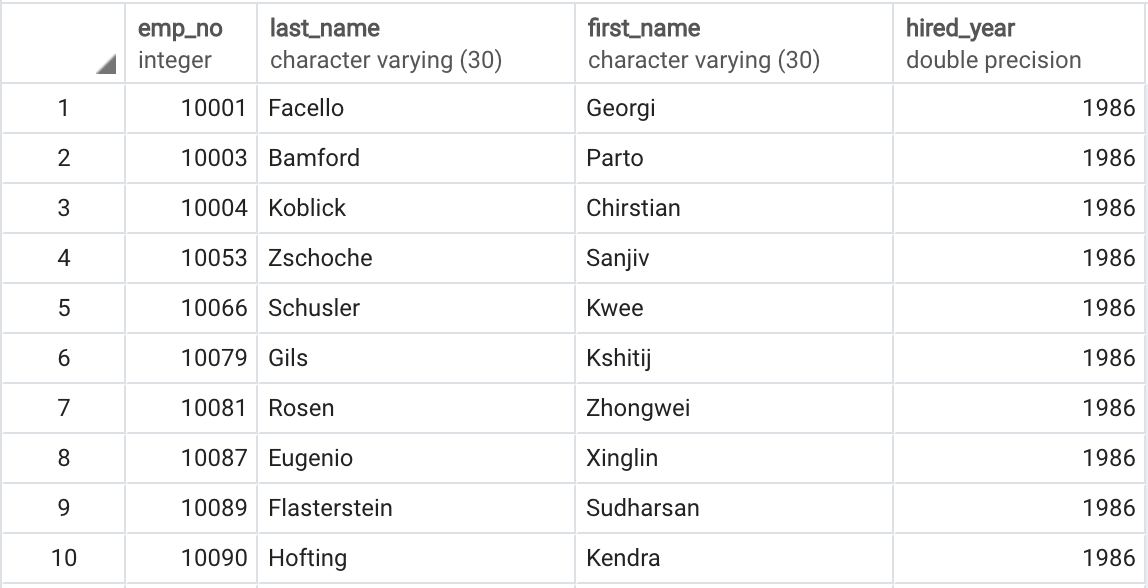 emp_no last_name first_name hired_year
integer character varying (30) character varying (30) double precision
1 10001 Facello Georgi 1986
2 10003 Bamford Parto 1986
3 10004 Koblick Chirstian 1986
4 10053 Zschoche Sanjiv 1986
5 10066 Schusler Kwee 1986
6 10079 Gils Kshitij 1986
7 10081 Rosen Zhongwei 1986
8 10087 Eugenio Xinglin 1986
9 10089 Flasterstein Sudharsan 1986
10 10090 Hofting Kendra 1986